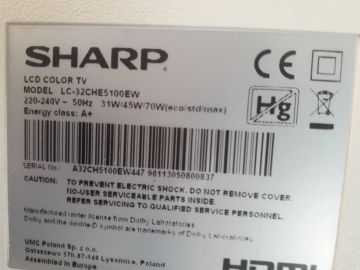 SHARP
LCD COLOR TV
MODEL LC-32CHE5100EW
220-240V ~ 50Hz 31W/45W/70W(eco/std/max)
Energy class: A+
Hg
SERIAL No.: A32CH5100EW447 96113050800837
CAUTION: TO PREVENT ELECTRIC SHOCK. DO NOT REMOVE COVER.
NO-USER SERVICEABLE PARTS INSIDE.
REFER SERVICING TO QUALIFIED SERVICE PERSONNEL.
Manufactured under license from Dolby Laboratories
Dolby and the double-D symbol are trademarks of Dolby Laboratories.
UMC Poland Sp. z o.o.
Ostaszewo 57B, 87-148 Lysomice, Poland
Assembled in Europe
HDMI